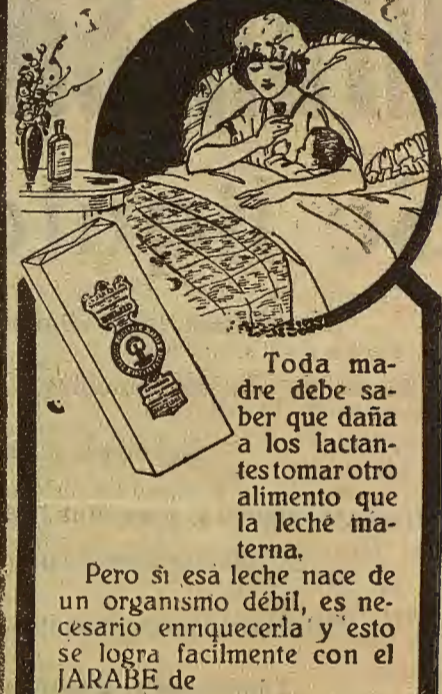 Toda ma-
dre debe sa-
ber que daña
a los lactan-
tes tomar otro
alimento que
la leche ma-
terna.
Pero si esa leche nace de
un organismo débil, es ne-
cesario enriquecerla y esto
se logra facilmente con el
JARABE de